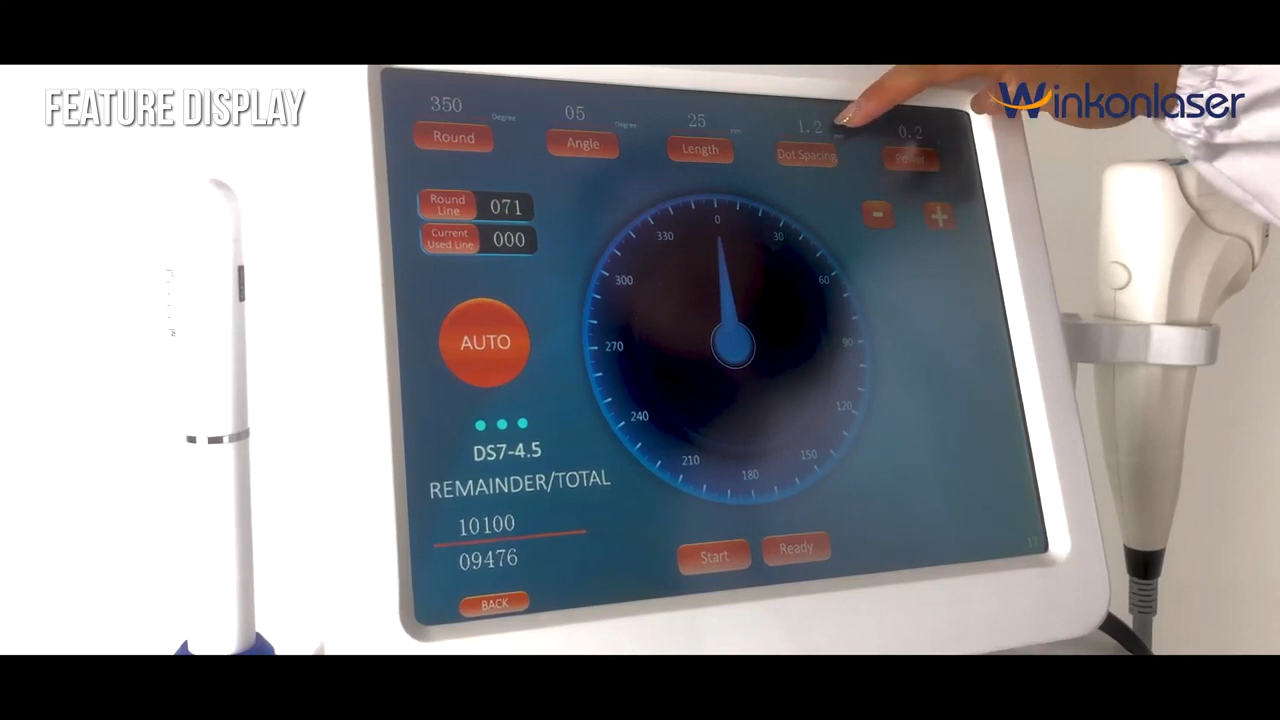 FEATURE DISPLAY
Winkonlaser
350 Degree
Round
05 Degree
Angle
25 mm
Length
1.2
Dot Spacing
0.2
Power
Round Line 071
Current Used Line 000
- +
0
30
60
90
120
150
180
210
240
270
300
330
AUTO
DS7-4.5
REMAINDER/TOTAL
10100
09476
Start
Ready
BACK
17